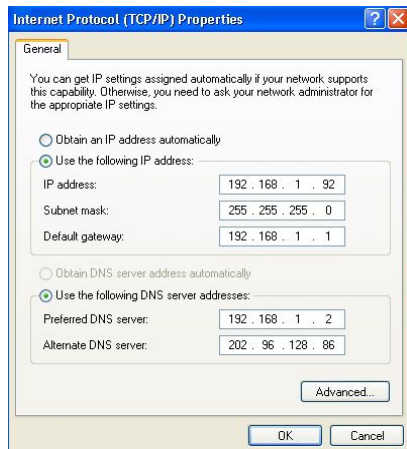 Internet Protocol (TCP/IP) Properties
General
You can get IP settings assigned automatically if your network supports
this capability. Otherwise, you need to ask your network administrator for
the appropriate IP settings.
Obtain an IP address automatically
Use the following IP address:
IP address: 192 . 168 . 1 . 92
Subnet mask: 255 . 255 . 255 . 0
Default gateway: 192 . 168 . 1 . 1
Obtain DNS server address automatically
Use the following DNS server addresses:
Preferred DNS server: 192 . 168 . 1 . 2
Alternate DNS server: 202 . 96 . 128 . 86
Advanced...
OK Cancel